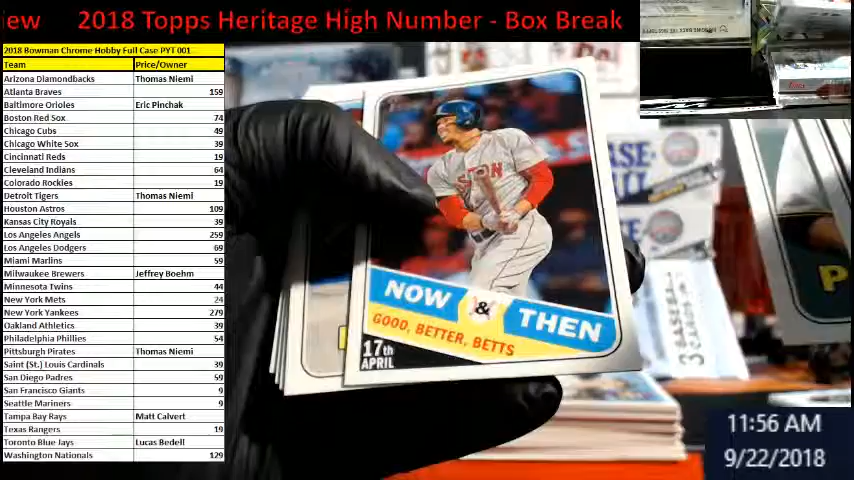 iew 2018 Topps Heritage High Number - Box Break
2018 Bowman Chrome Hobby Full Case PYT 001
Team Price/Owner
Arizona Diamondbacks Thomas Niemi
Atlanta Braves 159
Baltimore Orioles Eric Pinchak
Boston Red Sox 74
Chicago Cubs 49
Chicago White Sox 39
Cincinnati Reds 19
Cleveland Indians 64
Colorado Rockies 19
Detroit Tigers Thomas Niemi
Houston Astros 109
Kansas City Royals 39
Los Angeles Angels 259
Los Angeles Dodgers 69
Miami Marlins 59
Milwaukee Brewers Jeffrey Boehm
Minnesota Twins 44
New York Mets 24
New York Yankees 279
Oakland Athletics 39
Philadelphia Phillies 54
Pittsburgh Pirates Thomas Niemi
Saint (St.) Louis Cardinals 39
San Diego Padres 59
San Francisco Giants 9
Seattle Mariners 9
Tampa Bay Rays Matt Calvert
Texas Rangers 19
Toronto Blue Jays Lucas Bedell
Washington Nationals 129
NOW & THEN
GOOD, BETTER, BETTS
17th
APRIL
3 BASEBALL
CARDS
P
11:56 AM
9/22/2018